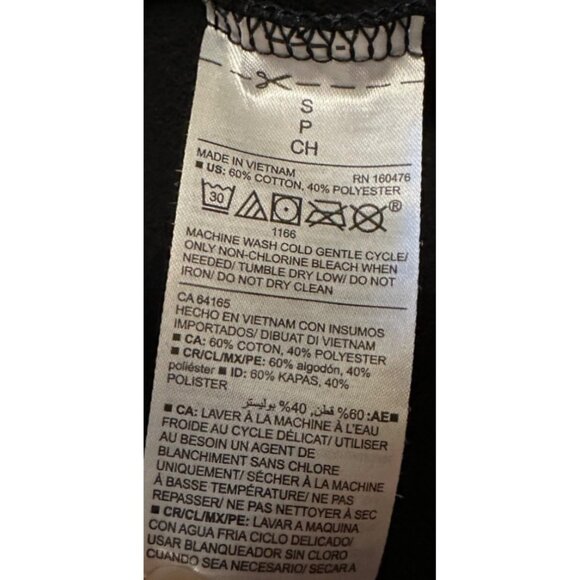 S
P
CH
MADE IN VIETNAM RN 160476
■ US: 60% COTTON, 40% POLYESTER
30 ®
1166
MACHINE WASH COLD GENTLE CYCLE/
ONLY NON-CHLORINE BLEACH WHEN
NEEDED/ TUMBLE DRY LOW/ DO NOT
IRON/ DO NOT DRY CLEAN
CA 64165
HECHO EN VIETNAM CON INSUMOS
IMPORTADOS/ DIBUAT DI VIETNAM
■ CA: 60% COTON, 40% POLYESTER
■ CR/CL/MX/PE: 60% algodón, 40%
poliéster ■ ID: 60% KAPAS, 40%
POLISTER
■AE: 60% قطن, 40% بوليستر
■ CA: LAVER À LA MACHINE À L'EAU
FROIDE AU CYCLE DÉLICAT/ UTILISER
AU BESOIN UN AGENT DE
BLANCHIMENT SANS CHLORE
UNIQUEMENT/ SÉCHER À LA MACHINE
À BASSE TEMPÉRATURE/ NE PAS
REPASSER/ NE PAS NETTOYER À SEC
■ CR/CL/MX/PE: LAVAR A MAQUINA
CON AGUA FRIA CICLO DELICADO/
USAR BLANQUEADOR SIN CLORO
CUANDO SEA NECESARIO/ SECAR A